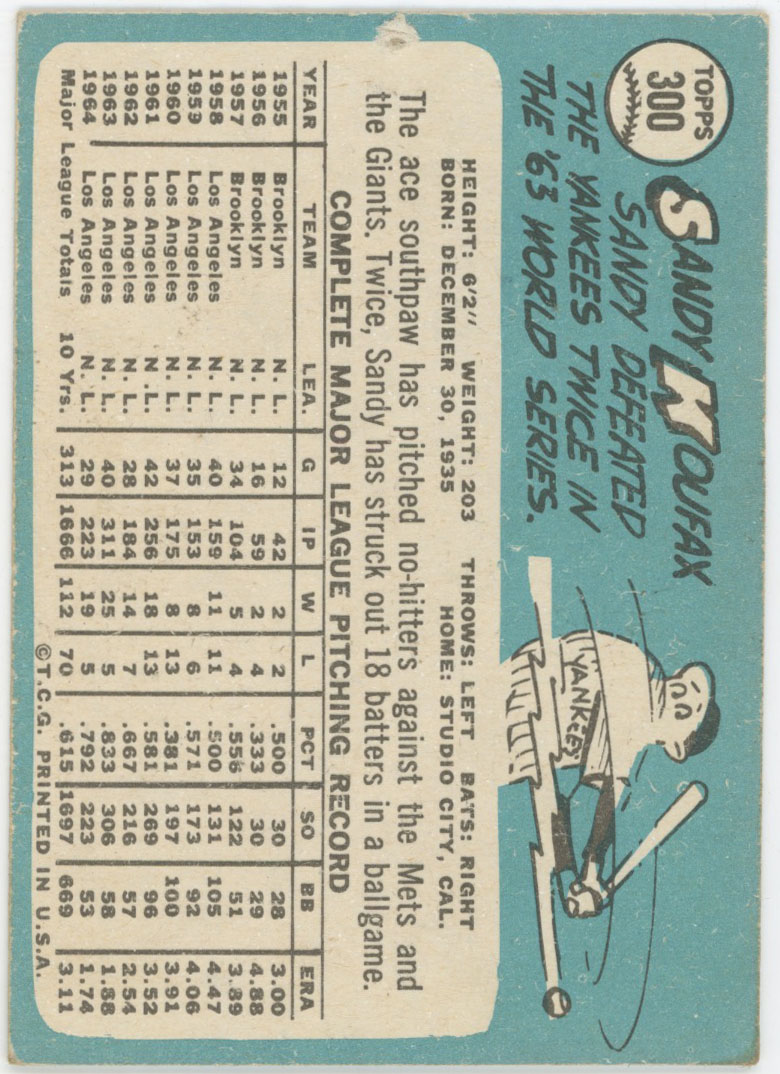 TOPPS
300
SANDY KOUFAX
SANDY DEFEATED
THE YANKEES TWICE IN
THE '63 WORLD SERIES.
YANKEES
HEIGHT: 6'2" WEIGHT: 203 THROWS: LEFT BATS: RIGHT
BORN: DECEMBER 30, 1935 HOME: STUDIO CITY, CAL.
The ace southpaw has pitched no-hitters against the Mets and
the Giants. Twice, Sandy has struck out 18 batters in a ballgame.
COMPLETE MAJOR LEAGUE PITCHING RECORD
YEAR TEAM LEA. G IP W L PCT SO BB ERA
1955 Brooklyn N. L. 12 42 2 2 .500 30 28 3.00
1956 Brooklyn N. L. 16 59 2 4 .333 30 29 4.88
1957 Brooklyn N. L. 34 104 5 4 .556 122 51 3.89
1958 Los Angeles N. L. 40 159 11 11 .500 131 105 4.47
1959 Los Angeles N. L. 35 153 8 6 .571 173 92 4.06
1960 Los Angeles N. L. 37 175 8 13 .381 197 100 3.91
1961 Los Angeles N. L. 42 256 18 13 .581 269 96 3.52
1962 Los Angeles N. L. 28 184 14 7 .667 216 57 2.54
1963 Los Angeles N. L. 40 311 25 5 .833 306 58 1.88
1964 Los Angeles N. L. 29 223 19 5 .792 223 53 1.74
Major League Totals 10 Yrs. 313 1666 112 70 .615 1697 669 3.11
©T.C.G. PRINTED IN U.S.A.